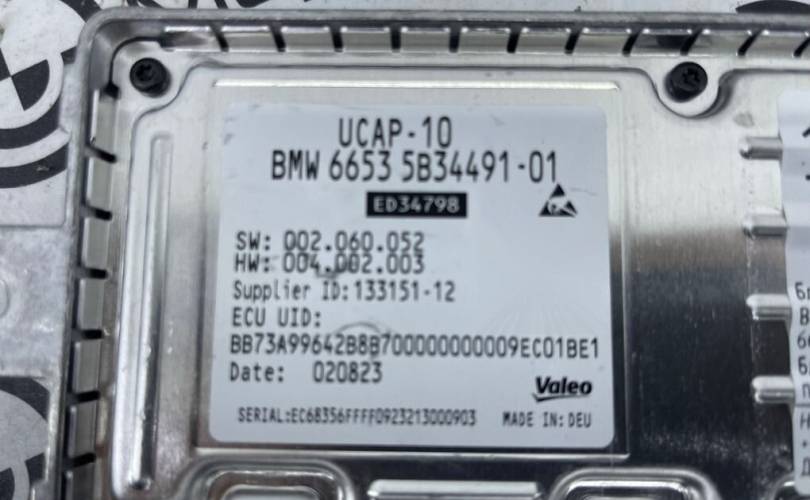 UCAP-10
BMW 6653 5B34491-01
ED34798
SW: 002.060.052
HW: 004.002.003
Supplier ID:133151-12
ECU UID:
BB73A99642B8B700000000009EC01BE1
Date: 020823
Valeo
SERIAL:EC68356FFFF0923213000903 MADE IN:DEU